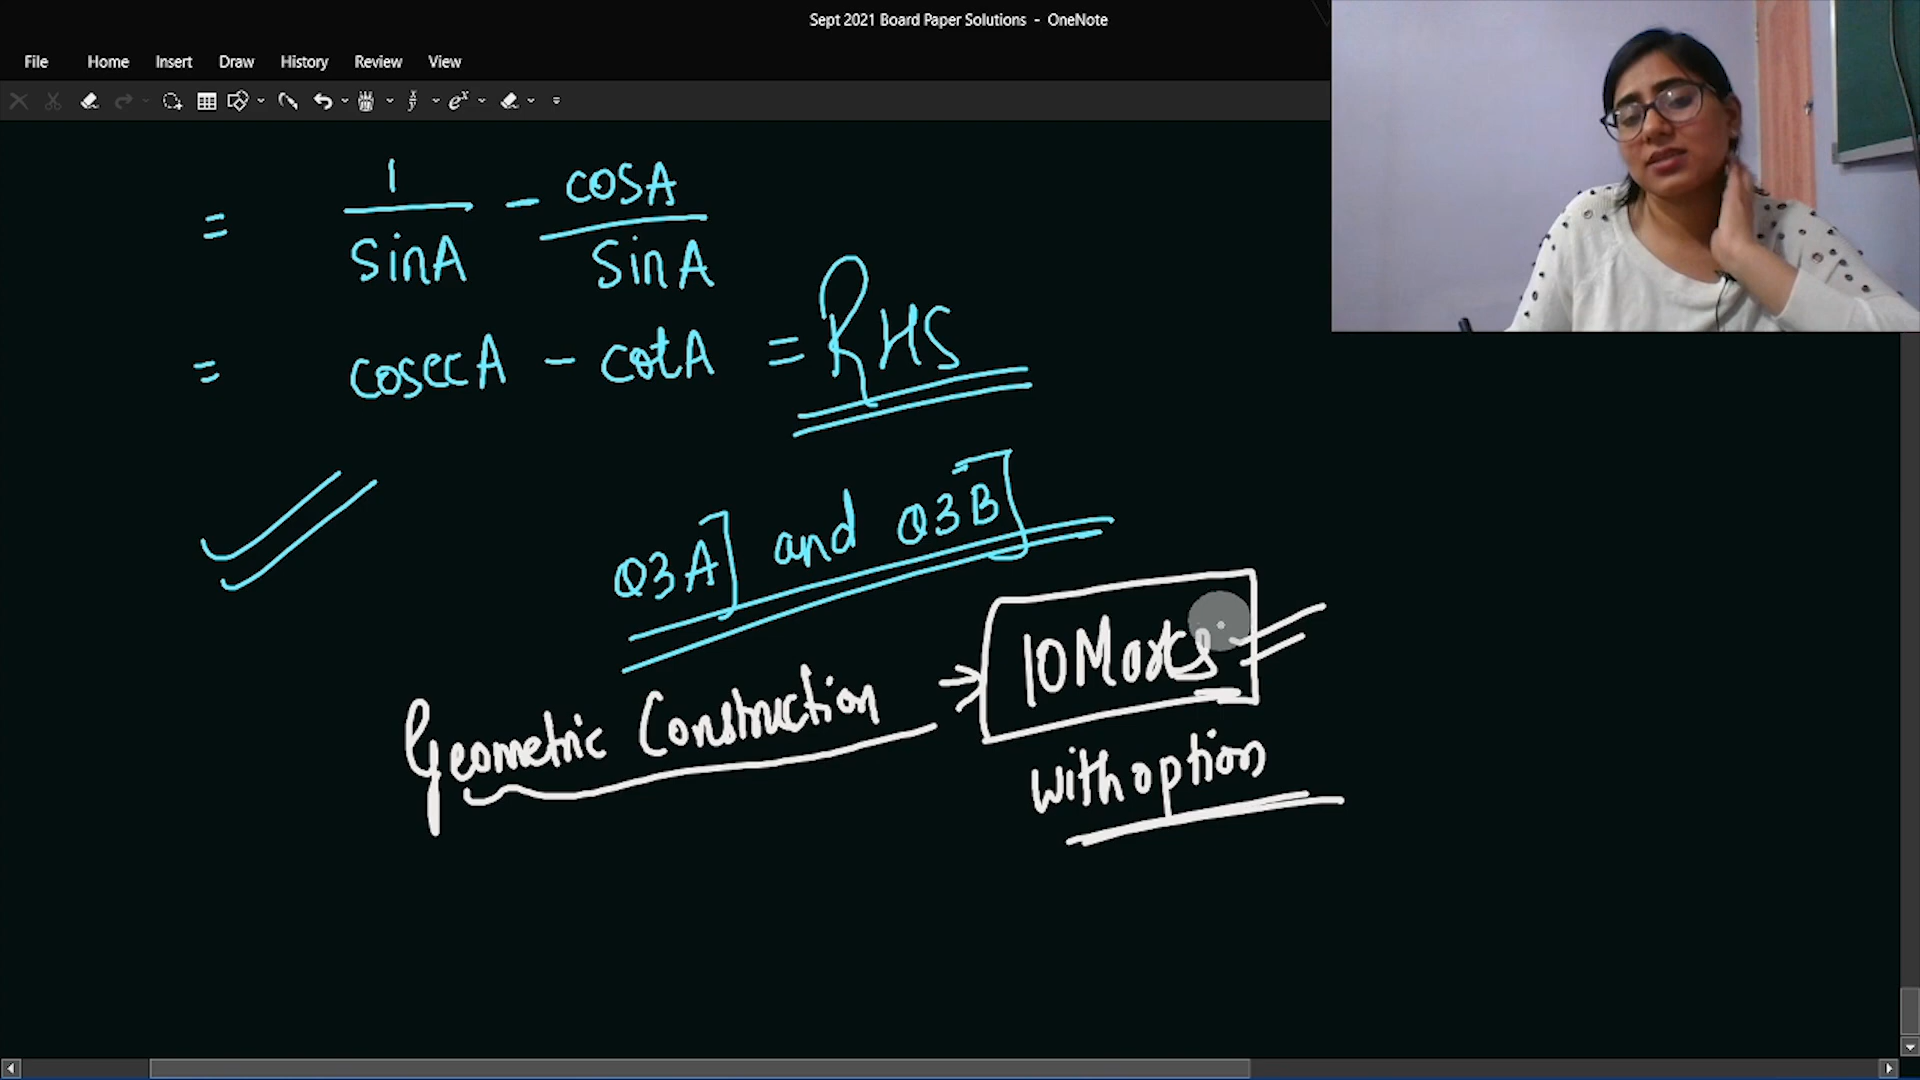 Sept 2021 Board Paper Solutions - OneNote
File Home Insert Draw History Review View
= 1/SinA - COSA/SinA
= cosecA - cotA = RHS
Q3A] and Q3B]
Geometric Construction → 10Marks
with option